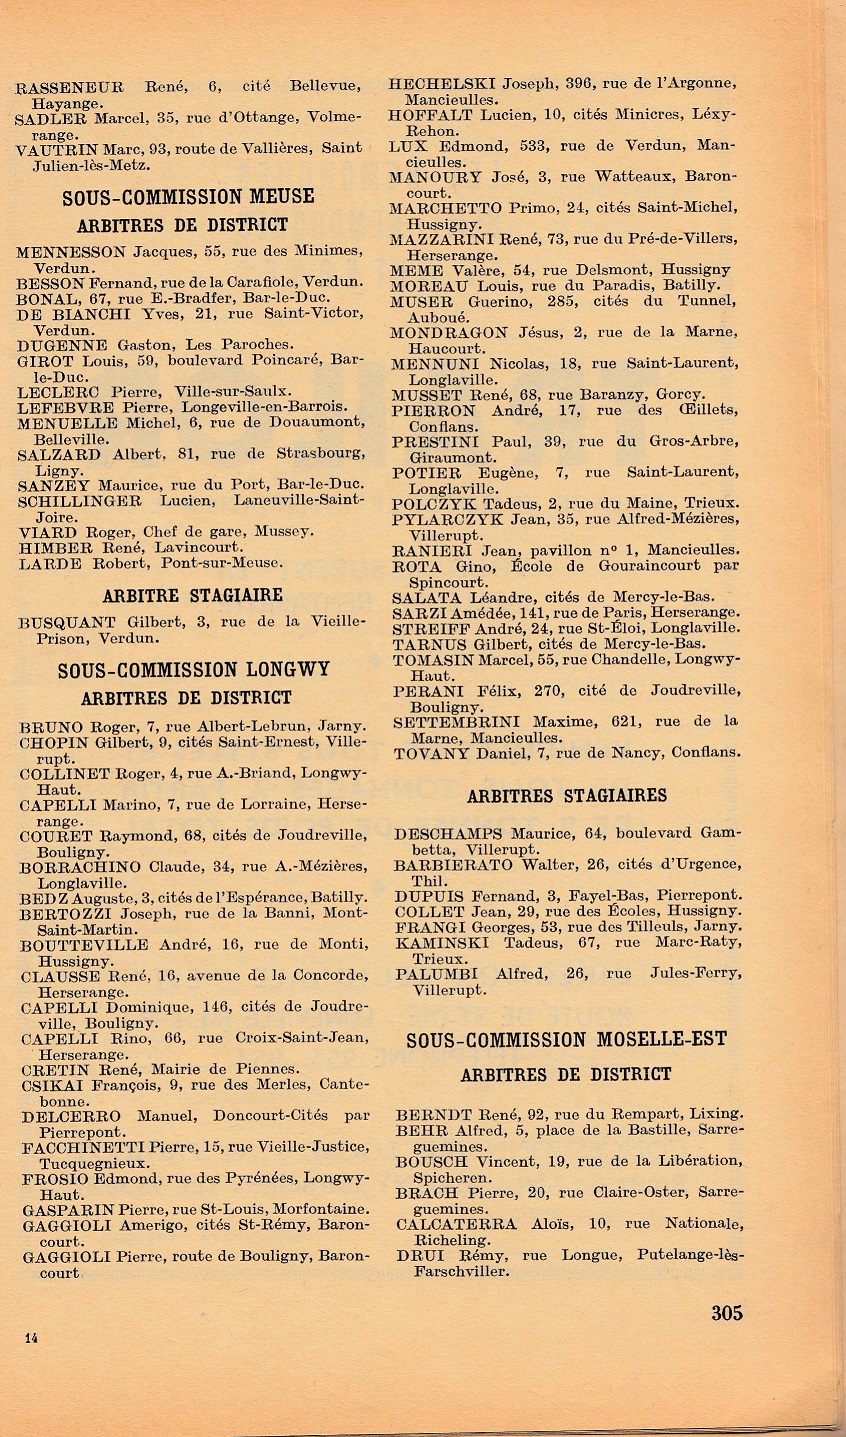 RASSENEUR René, 6, cité Bellevue,
Hayange.
SADLER Marcel, 35, rue d'Ottange, Volme-
range.
VAUTRIN Marc, 93, route de Vallières, Saint
Julien-lès-Metz.
SOUS-COMMISSION MEUSE
ARBITRES DE DISTRICT
MENNESSON Jacques, 55, rue des Minimes,
Verdun.
BESSON Fernand, rue de la Carafiole, Verdun.
BONAL, 67, rue E.-Bradfer, Bar-le-Duc.
DE BIANCHI Yves, 21, rue Saint-Victor,
Verdun.
DUGENNE Gaston, Les Paroches.
GIROT Louis, 59, boulevard Poincaré, Bar-
le-Duc.
LECLERC Pierre, Ville-sur-Saulx.
LEFEBVRE Pierre, Longeville-en-Barrois.
MENUELLE Michel, 6, rue de Douaumont,
Belleville.
SALZARD Albert, 81, rue de Strasbourg,
Ligny.
SANZEY Maurice, rue du Port, Bar-le-Duc.
SCHILLINGER Lucien, Laneuville-Saint-
Joire.
VIARD Roger, Chef de gare, Mussey.
HIMBER René, Lavincourt.
LARDE Robert, Pont-sur-Meuse.
ARBITRE STAGIAIRE
BUSQUANT Gilbert, 3, rue de la Vieille-
Prison, Verdun.
SOUS-COMMISSION LONGWY
ARBITRES DE DISTRICT
BRUNO Roger, 7, rue Albert-Lebrun, Jarny.
CHOPIN Gilbert, 9, cités Saint-Ernest, Ville-
rupt.
COLLINET Roger, 4, rue A.-Briand, Longwy-
Haut.
CAPELLI Marino, 7, rue de Lorraine, Herse-
range.
COURET Raymond, 68, cités de Joudreville,
Bouligny.
BORRACHINO Claude, 34, rue A.-Mézières,
Longlaville.
BEDZ Auguste, 3, cités de l'Espérance, Batilly.
BERTOZZI Joseph, rue de la Banni, Mont-
Saint-Martin.
BOUTTEVILLE André, 16, rue de Monti,
Hussigny.
CLAUSSE René, 16, avenue de la Concorde,
Herserange.
CAPELLI Dominique, 146, cités de Joudre-
ville, Bouligny.
CAPELLI Rino, 66, rue Croix-Saint-Jean,
Herserange.
CRETIN René, Mairie de Piennes.
CSIKAI François, 9, rue des Merles, Cante-
bonne.
DELCERRO Manuel, Doncourt-Cités par
Pierrepont.
FACCHINETTI Pierre, 15, rue Vieille-Justice,
Tucquegnieux.
FROSIO Edmond, rue des Pyrénées, Longwy-
Haut.
GASPARIN Pierre, rue St-Louis, Morfontaine.
GAGGIOLI Amerigo, cités St-Rémy, Baron-
court.
GAGGIOLI Pierre, route de Bouligny, Baron-
court
HECHELSKI Joseph, 396, rue de l'Argonne,
Mancieulles.
HOFFALT Lucien, 10, cités Minicres, Léxy-
Rehon.
LUX Edmond, 533, rue de Verdun, Man-
cieulles.
MANOURY José, 3, rue Watteaux, Baron-
court.
MARCHETTO Primo, 24, cités Saint-Michel,
Hussigny.
MAZZARINI René, 73, rue du Pré-de-Villers,
Herserange.
MEME Valère, 54, rue Delsmont, Hussigny
MOREAU Louis, rue du Paradis, Batilly.
MUSER Guerino, 285, cités du Tunnel,
Auboué.
MONDRAGON Jésus, 2, rue de la Marne,
Haucourt.
MENNUNI Nicolas, 18, rue Saint-Laurent,
Longlaville.
MUSSET René, 68, rue Baranzy, Gorcy.
PIERRON André, 17, rue des Œillets,
Conflans.
PRESTINI Paul, 39, rue du Gros-Arbre,
Giraumont.
POTIER Eugène, 7, rue Saint-Laurent,
Longlaville.
POLCZYK Tadeus, 2, rue du Maine, Trieux.
PYLARCZYK Jean, 35, rue Alfred-Mézières,
Villerupt.
RANIERI Jean, pavillon n° 1, Mancieulles.
ROTA Gino, École de Gouraincourt par
Spincourt.
SALATA Léandre, cités de Mercy-le-Bas.
SARZI Amédée, 141, rue de Paris, Herserange.
STREIFF André, 24, rue St-Éloi, Longlaville.
TARNUS Gilbert, cités de Mercy-le-Bas.
TOMASIN Marcel, 55, rue Chandelle, Longwy-
Haut.
PERANI Félix, 270, cité de Joudreville,
Bouligny.
SETTEMBRINI Maxime, 621, rue de la
Marne, Mancieulles.
TOVANY Daniel, 7, rue de Nancy, Conflans.
ARBITRES STAGIAIRES
DESCHAMPS Maurice, 64, boulevard Gam-
betta, Villerupt.
BARBIERATO Walter, 26, cités d'Urgence,
Thil.
DUPUIS Fernand, 3, Fayel-Bas, Pierrepont.
COLLET Jean, 29, rue des Écoles, Hussigny.
FRANGI Georges, 53, rue des Tilleuls, Jarny.
KAMINSKI Tadeus, 67, rue Marc-Raty,
Trieux.
PALUMBI Alfred, 26, rue Jules-Ferry,
Villerupt.
SOUS-COMMISSION MOSELLE-EST
ARBITRES DE DISTRICT
BERNDT René, 92, rue du Rempart, Lixing.
BEHR Alfred, 5, place de la Bastille, Sarre-
guemines.
BOUSCH Vincent, 19, rue de la Libération,
Spicheren.
BRACH Pierre, 20, rue Claire-Oster, Sarre-
guemines.
CALCATERRA Aloïs, 10, rue Nationale,
Richeling.
DRUI Rémy, rue Longue, Putelange-lès-
Farschviller.
305
14